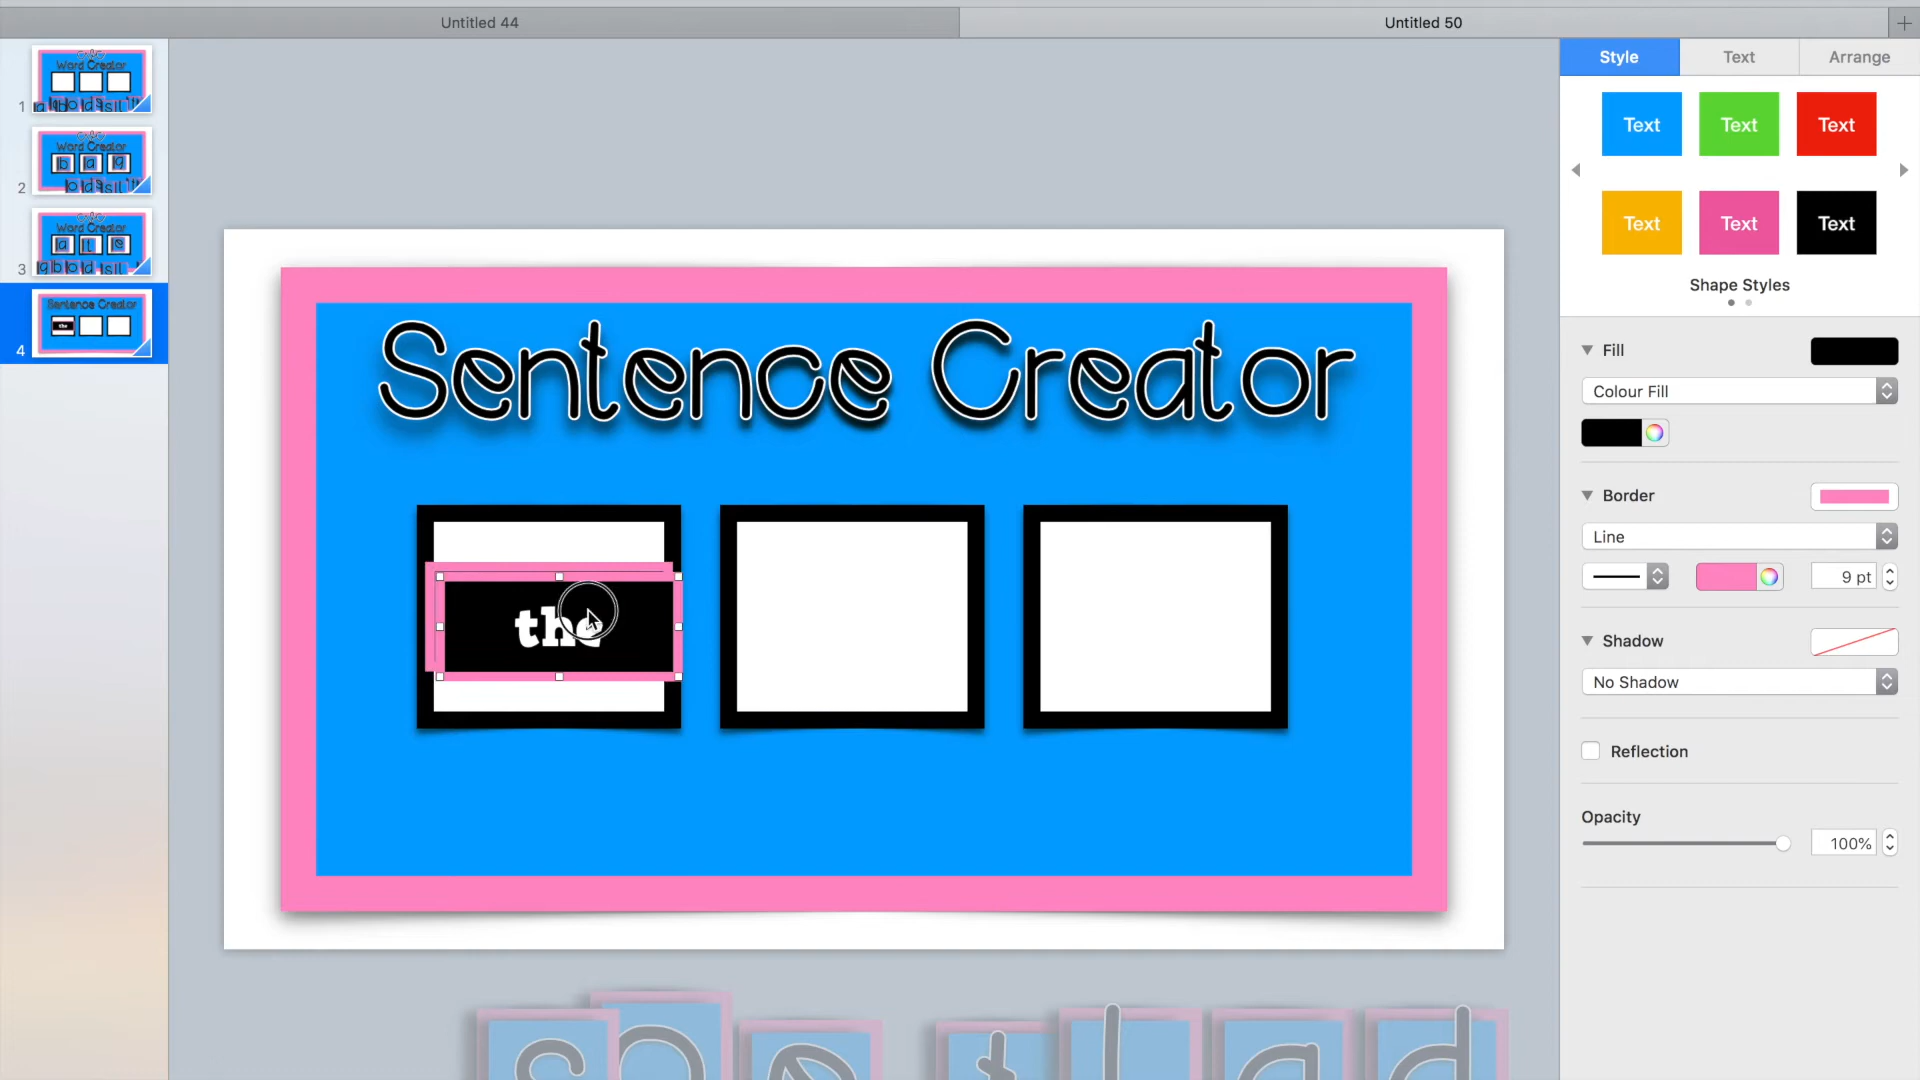 Untitled 44
Untitled 50
Style
Text
Arrange
Text
Text
Text
Text
Text
Text
Shape Styles
Fill
Colour Fill
Border
Line
9 pt
Shadow
No Shadow
Reflection
Opacity
100%
1
Word Creator
2
Word Creator
b a g
3
Word Creator
a t e
4
Sentence Creator
the
Sentence Creator
the
s o e t l a d